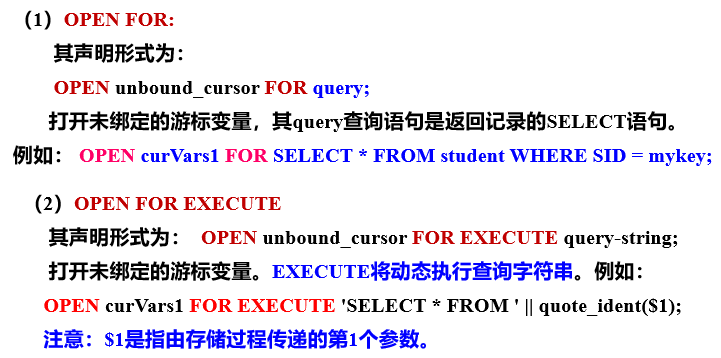 （1）OPEN FOR:
其声明形式为：
OPEN unbound_cursor FOR query;
打开未绑定的游标变量，其query查询语句是返回记录的SELECT语句。
例如： OPEN curVars1 FOR SELECT * FROM student WHERE SID = mykey;
（2）OPEN FOR EXECUTE
其声明形式为： OPEN unbound_cursor FOR EXECUTE query-string;
打开未绑定的游标变量。EXECUTE将动态执行查询字符串。例如：
OPEN curVars1 FOR EXECUTE 'SELECT * FROM ' || quote_ident($1);
注意：$1是指由存储过程传递的第1个参数。